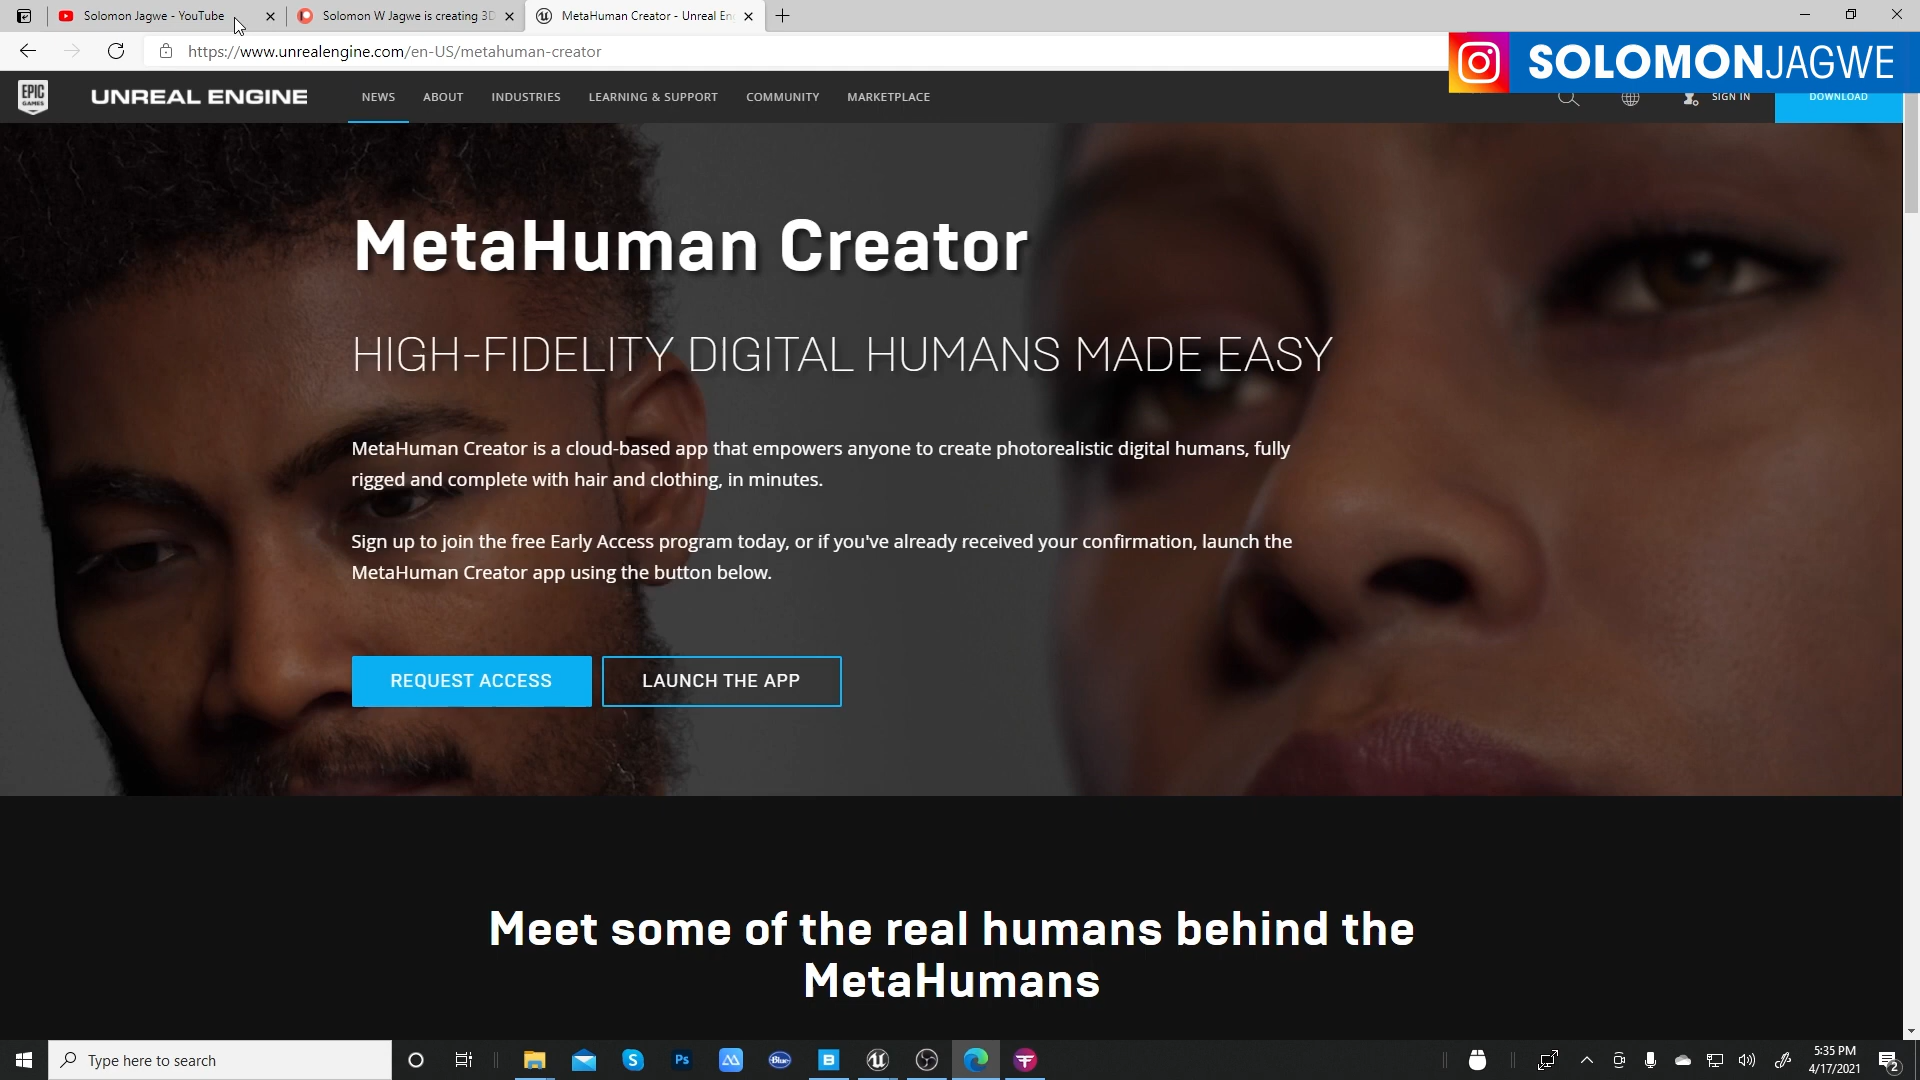 Solomon Jagwe - YouTube
Solomon W Jagwe is creating 3D
MetaHuman Creator - Unreal En
https://www.unrealengine.com/en-US/metahuman-creator
SOLOMONJAGWE
EPIC GAMES
UNREAL ENGINE
NEWS
ABOUT
INDUSTRIES
LEARNING & SUPPORT
COMMUNITY
MARKETPLACE
SIGN IN
DOWNLOAD
MetaHuman Creator
HIGH-FIDELITY DIGITAL HUMANS MADE EASY
MetaHuman Creator is a cloud-based app that empowers anyone to create photorealistic digital humans, fully
rigged and complete with hair and clothing, in minutes.
Sign up to join the free Early Access program today, or if you've already received your confirmation, launch the
MetaHuman Creator app using the button below.
REQUEST ACCESS
LAUNCH THE APP
Meet some of the real humans behind the
MetaHumans
Type here to search
Ps
Blue
5:35 PM
4/17/2021
2